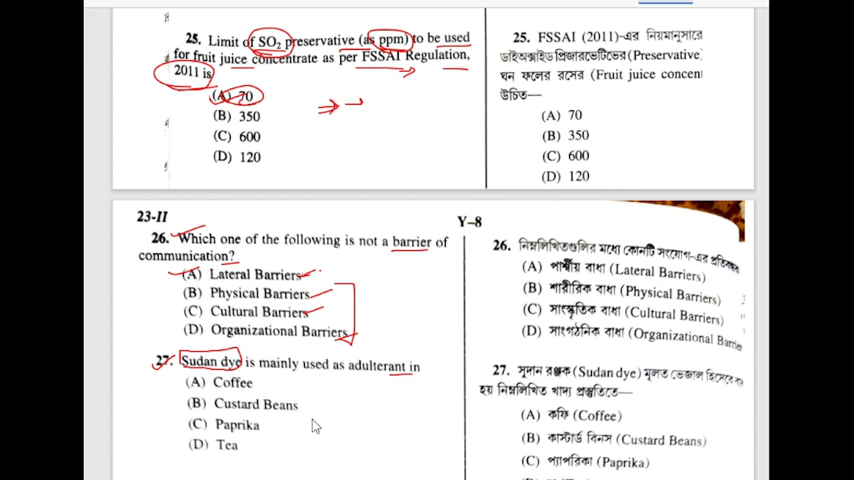 25. Limit of SO₂ preservative (as ppm) to be used
for fruit juice concentrate as per FSSAI Regulation,
2011 is
(A) 70
(B) 350
(C) 600
(D) 120
25. FSSAI (2011)-এর নিয়মানুসারে
ডাইঅক্সাইড প্রিজারভেটিভের (Preservative)
ঘন ফলের রসের (Fruit juice concen
উচিত—
(A) 70
(B) 350
(C) 600
(D) 120
23-II
Y–8
26. Which one of the following is not a barrier of
communication?
(A) Lateral Barriers
(B) Physical Barriers
(C) Cultural Barriers
(D) Organizational Barriers
27. Sudan dye is mainly used as adulterant in
(A) Coffee
(B) Custard Beans
(C) Paprika
(D) Tea
26. নিম্নলিখিতগুলির মধ্যে কোনটি সংযোগ-এর প্রতিবন্ধক
(A) পার্শ্বীয় বাধা (Lateral Barriers)
(B) শারীরিক বাধা (Physical Barriers)
(C) সাংস্কৃতিক বাধা (Cultural Barriers)
(D) সাংগঠনিক বাধা (Organizational Barrie
27. সুদান রঞ্জক (Sudan dye) মূলত ভেজাল হিসেবে
হয় নিম্নলিখিত খাদ্য প্রস্তুতিতে—
(A) কফি (Coffee)
(B) কাস্টার্ড বিনস (Custard Beans)
(C) প্যাপরিকা (Paprika)